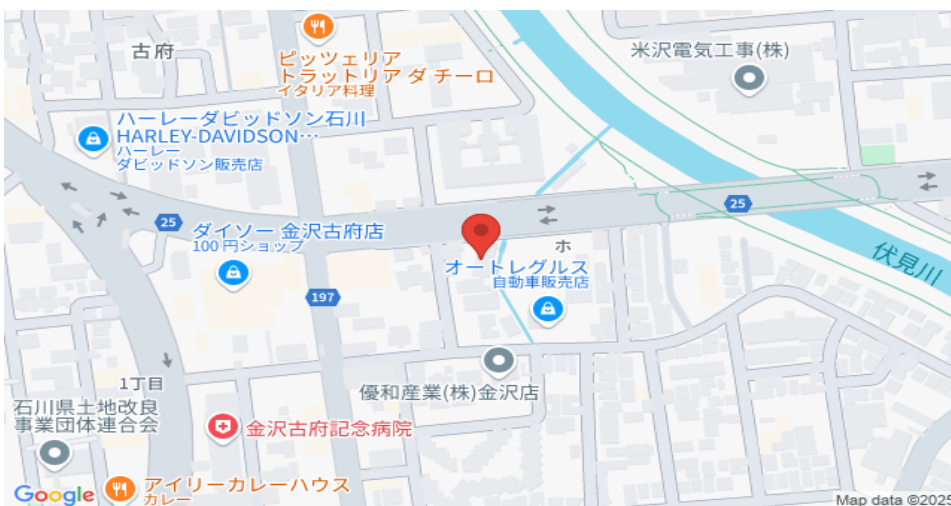 古府
ピッツェリア
トラットリア ダ チーロ
イタリア料理
米沢電気工事(株)
ハーレーダビッドソン石川
HARLEY-DAVIDSON…
ハーレー
ダビッドソン販売店
25
25
ダイソー 金沢古府店
100 円ショップ
ホ
オートレグルス
自動車販売店
伏見川
197
優和産業(株)金沢店
1丁目
石川県土地改良
事業団体連合会
金沢古府記念病院
アイリーカレーハウス
カレー
Google
Map data ©2025